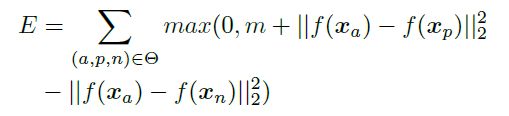 E = ∑_{(a,p,n)∈Θ} max(0, m + ||f(𝒙_a) − f(𝒙_p)||_2^2
− ||f(𝒙_a) − f(𝒙_n)||_2^2)